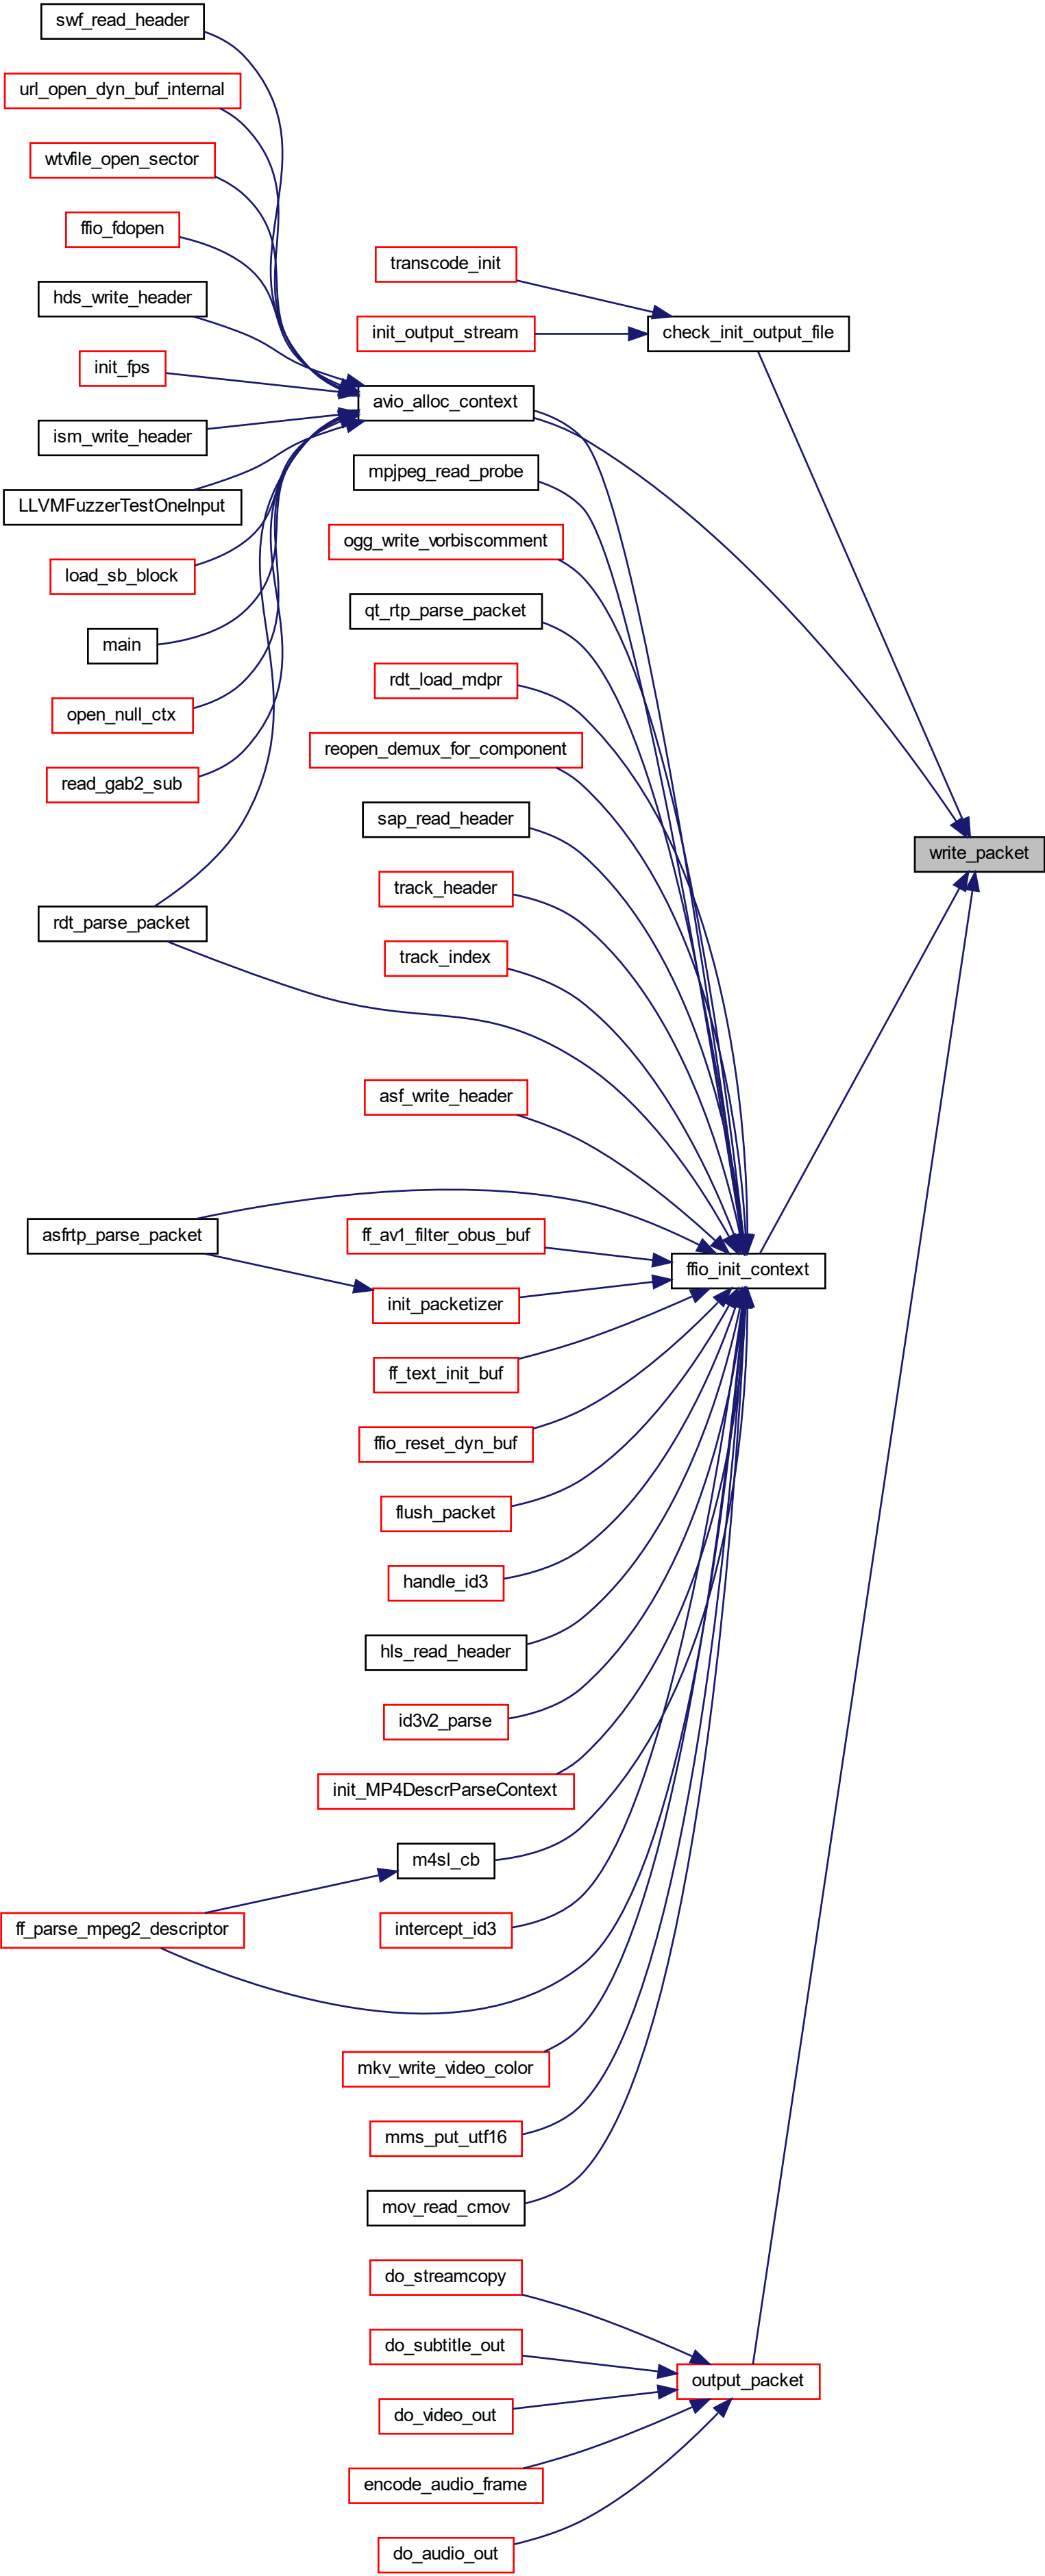 swf_read_header
url_open_dyn_buf_internal
wtvfile_open_sector
ffio_fdopen
hds_write_header
init_fps
ism_write_header
LLVMFuzzerTestOneInput
load_sb_block
main
open_null_ctx
read_gab2_sub
rdt_parse_packet
asfrtp_parse_packet
ff_parse_mpeg2_descriptor
transcode_init
init_output_stream
avio_alloc_context
mpjpeg_read_probe
ogg_write_vorbiscomment
qt_rtp_parse_packet
rdt_load_mdpr
reopen_demux_for_component
sap_read_header
track_header
track_index
asf_write_header
ff_av1_filter_obus_buf
init_packetizer
ff_text_init_buf
ffio_reset_dyn_buf
flush_packet
handle_id3
hls_read_header
id3v2_parse
init_MP4DescrParseContext
m4sl_cb
intercept_id3
mkv_write_video_color
mms_put_utf16
mov_read_cmov
do_streamcopy
do_subtitle_out
do_video_out
encode_audio_frame
do_audio_out
check_init_output_file
ffio_init_context
output_packet
write_packet